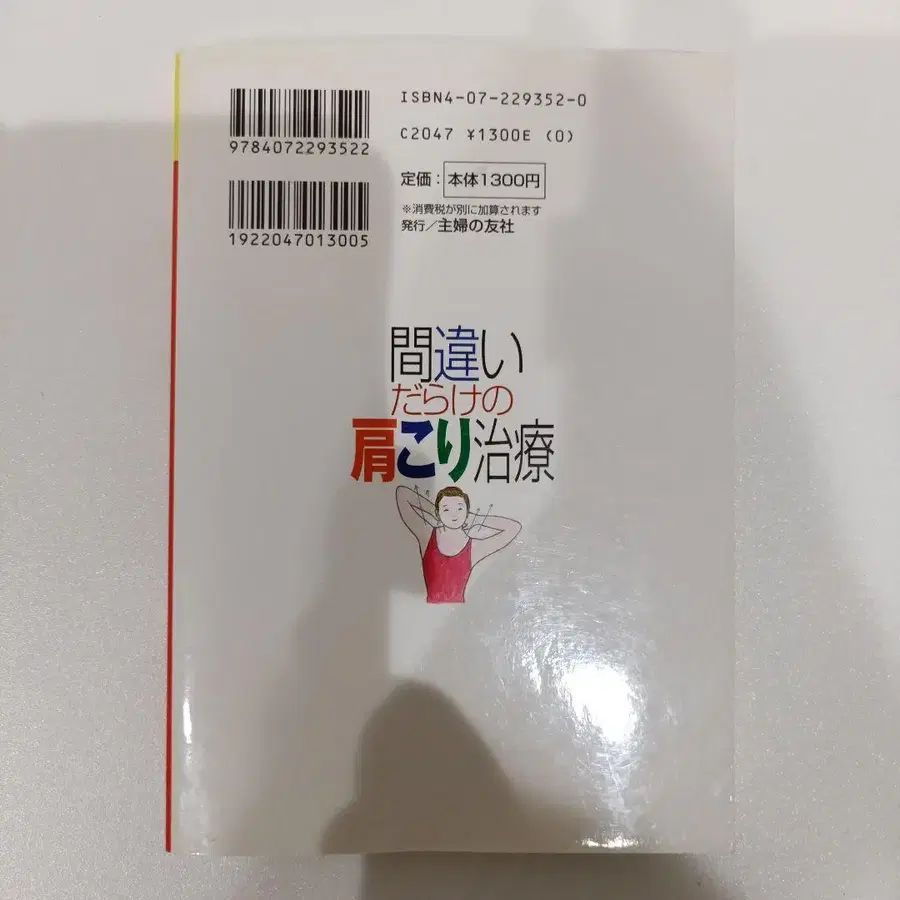 ISBN4-07-229352-0
9784072293522
C2047 ¥1300E (0)
定価：本体1300円
※消費税が別に加算されます
発行／主婦の友社
1922047013005
間違い
だらけの
肩こり治療